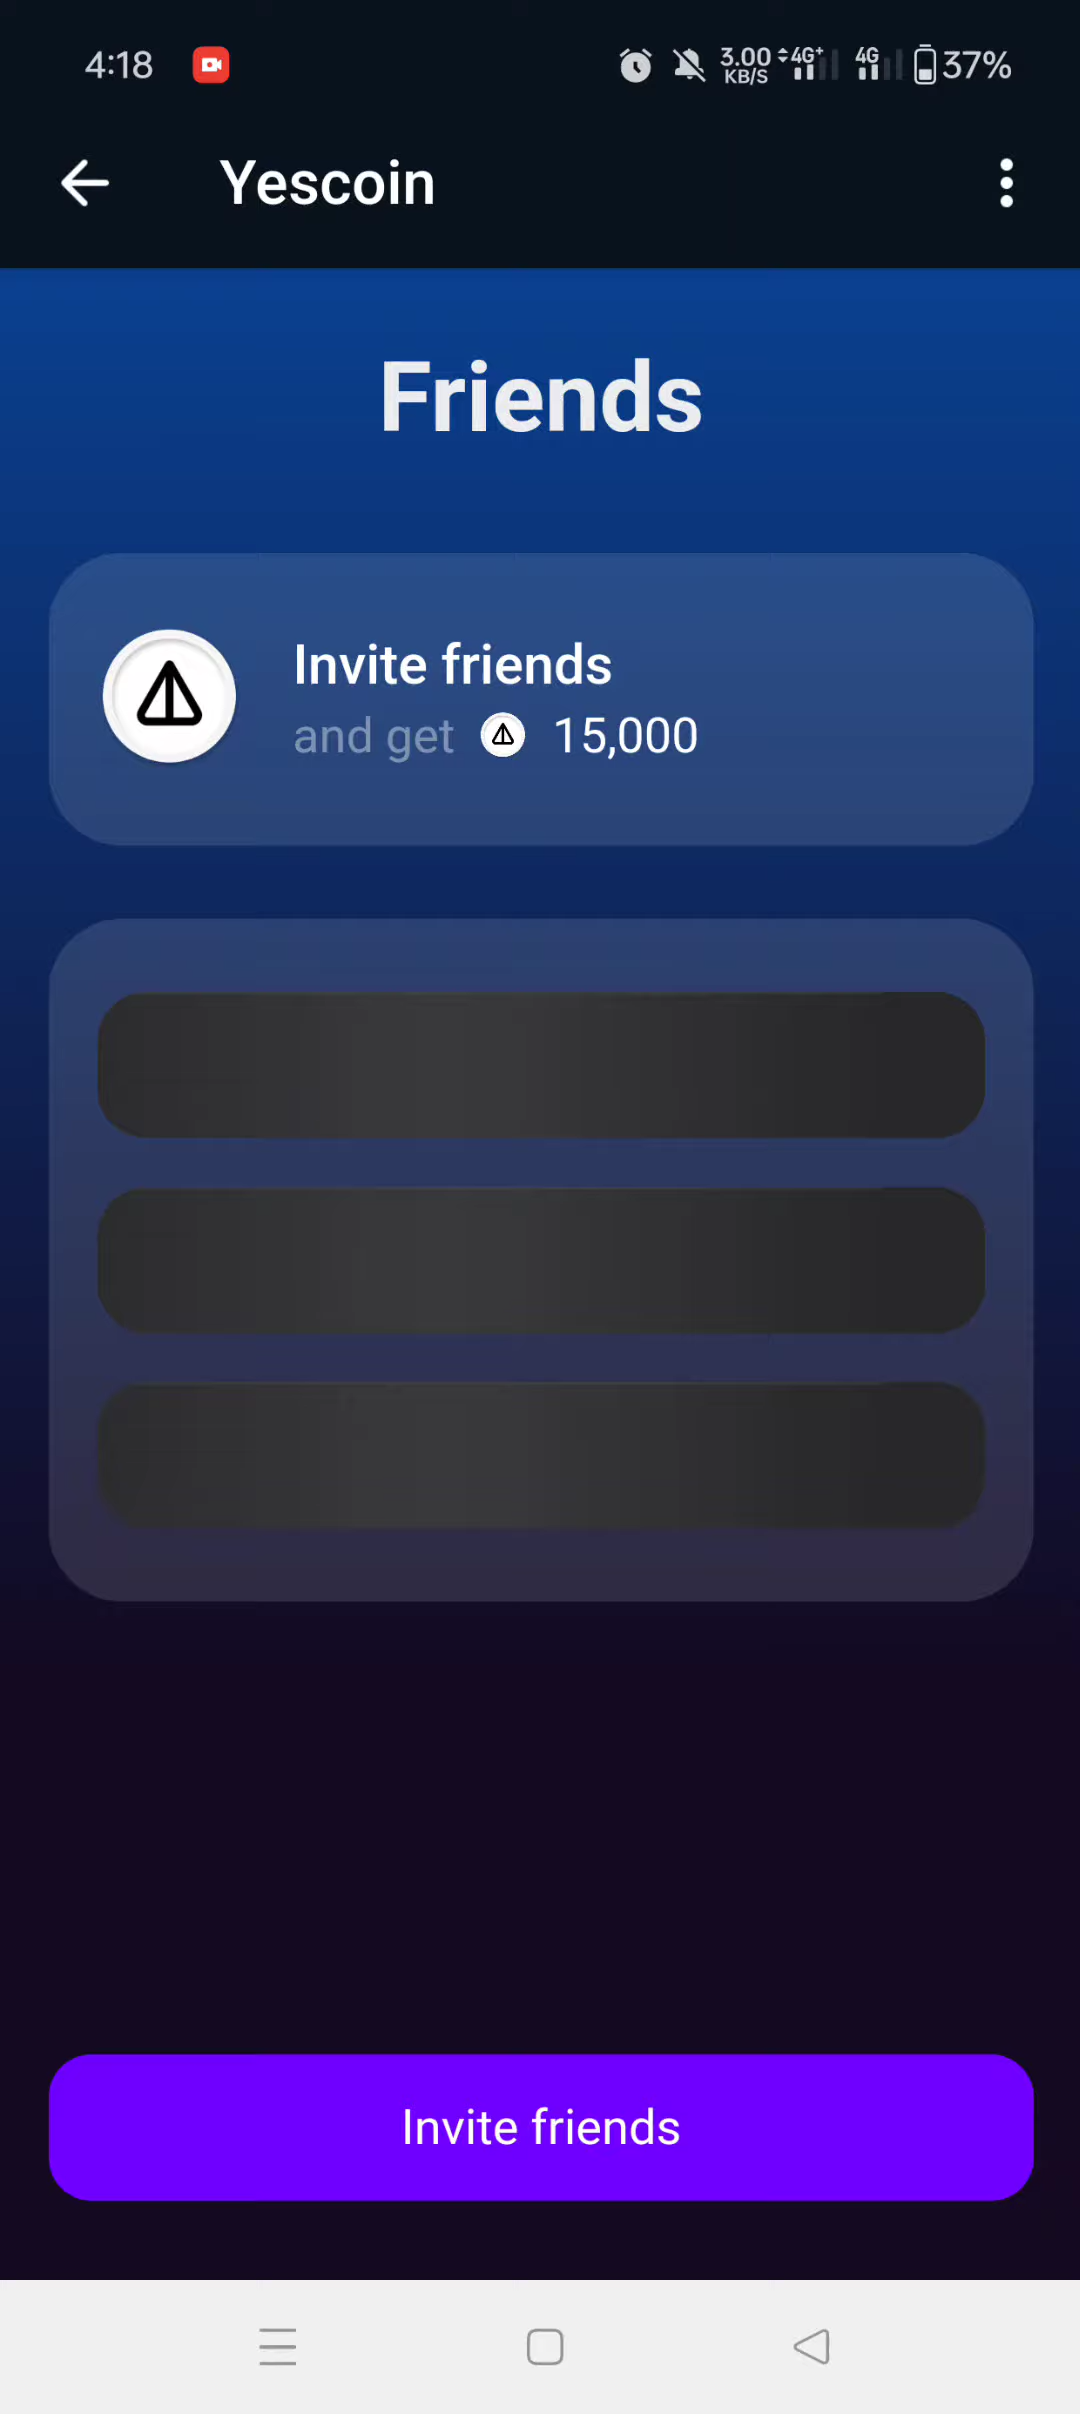 4:18
3.00 KB/S 4G+ 4G 37%
Yescoin
Friends
Invite friends
and get 15,000
Invite friends